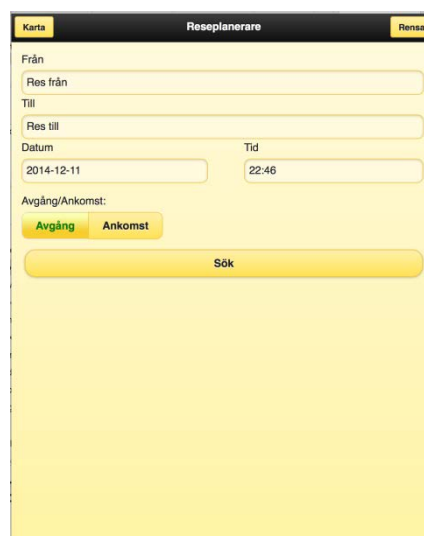 Karta Reseplanerare Rensa
Från
Res från
Till
Res till
Datum Tid
2014-12-11 22:46
Avgång/Ankomst:
Avgång Ankomst
Sök